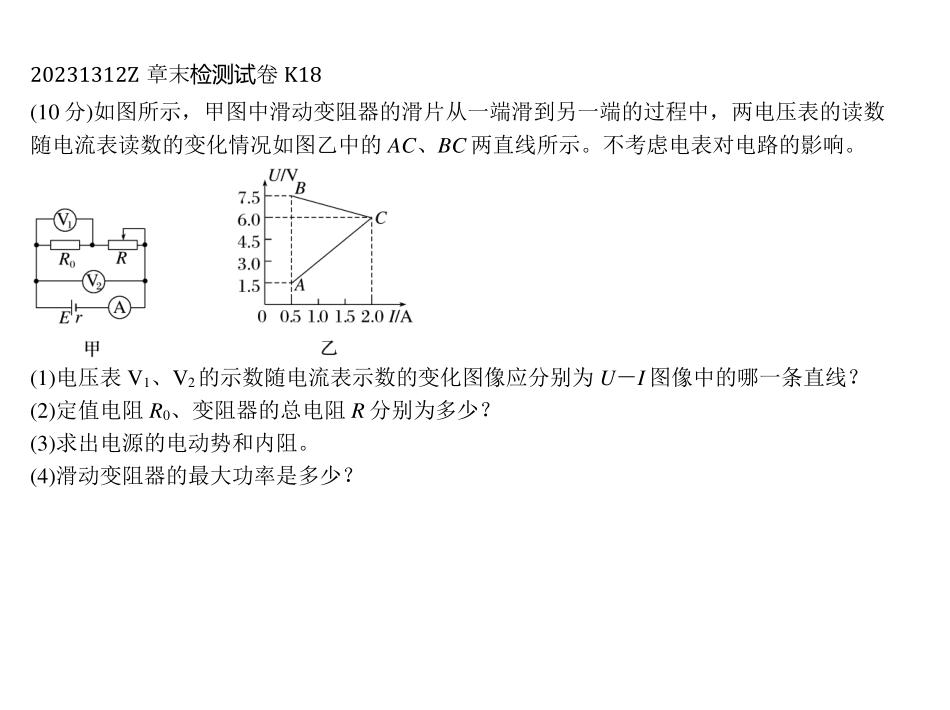 20231312Z 章末检测试卷 K18
(10 分)如图所示，甲图中滑动变阻器的滑片从一端滑到另一端的过程中，两电压表的读数
随电流表读数的变化情况如图乙中的 AC、BC 两直线所示。不考虑电表对电路的影响。
U/V
B
7.5
6.0
C
4.5
3.0
1.5
A
0 0.5 1.0 1.5 2.0 I/A
乙
V₁
R₀ R
V₂
E r A
甲
(1)电压表 V₁、V₂的示数随电流表示数的变化图像应分别为 U－I 图像中的哪一条直线？
(2)定值电阻 R₀、变阻器的总电阻 R 分别为多少？
(3)求出电源的电动势和内阻。
(4)滑动变阻器的最大功率是多少？